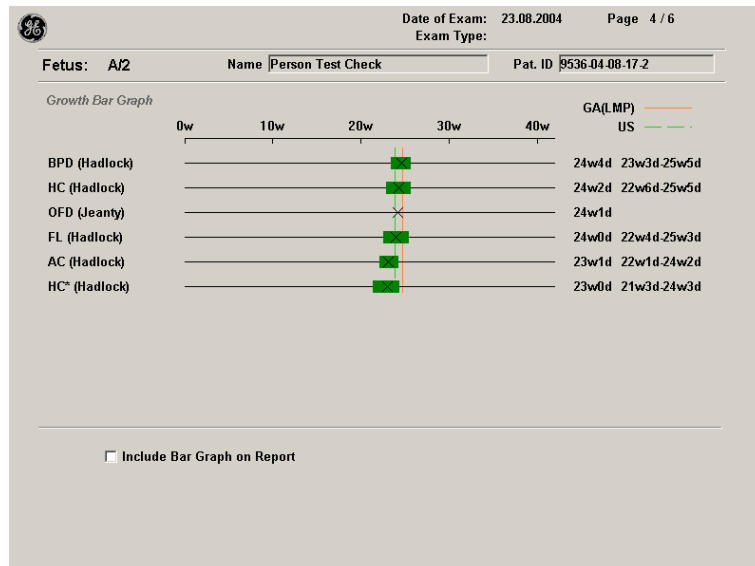 Date of Exam: 23.08.2004 Page 4 / 6
Exam Type:
Fetus: A/2 Name Person Test Check Pat. ID 9536-04-08-17-2
Growth Bar Graph
GA(LMP)
0w 10w 20w 30w 40w US
BPD (Hadlock) 24w4d 23w3d-25w5d
HC (Hadlock) 24w2d 22w6d-25w5d
OFD (Jeanty) 24w1d
FL (Hadlock) 24w0d 22w4d-25w3d
AC (Hadlock) 23w1d 22w1d-24w2d
HC* (Hadlock) 23w0d 21w3d-24w3d
Include Bar Graph on Report